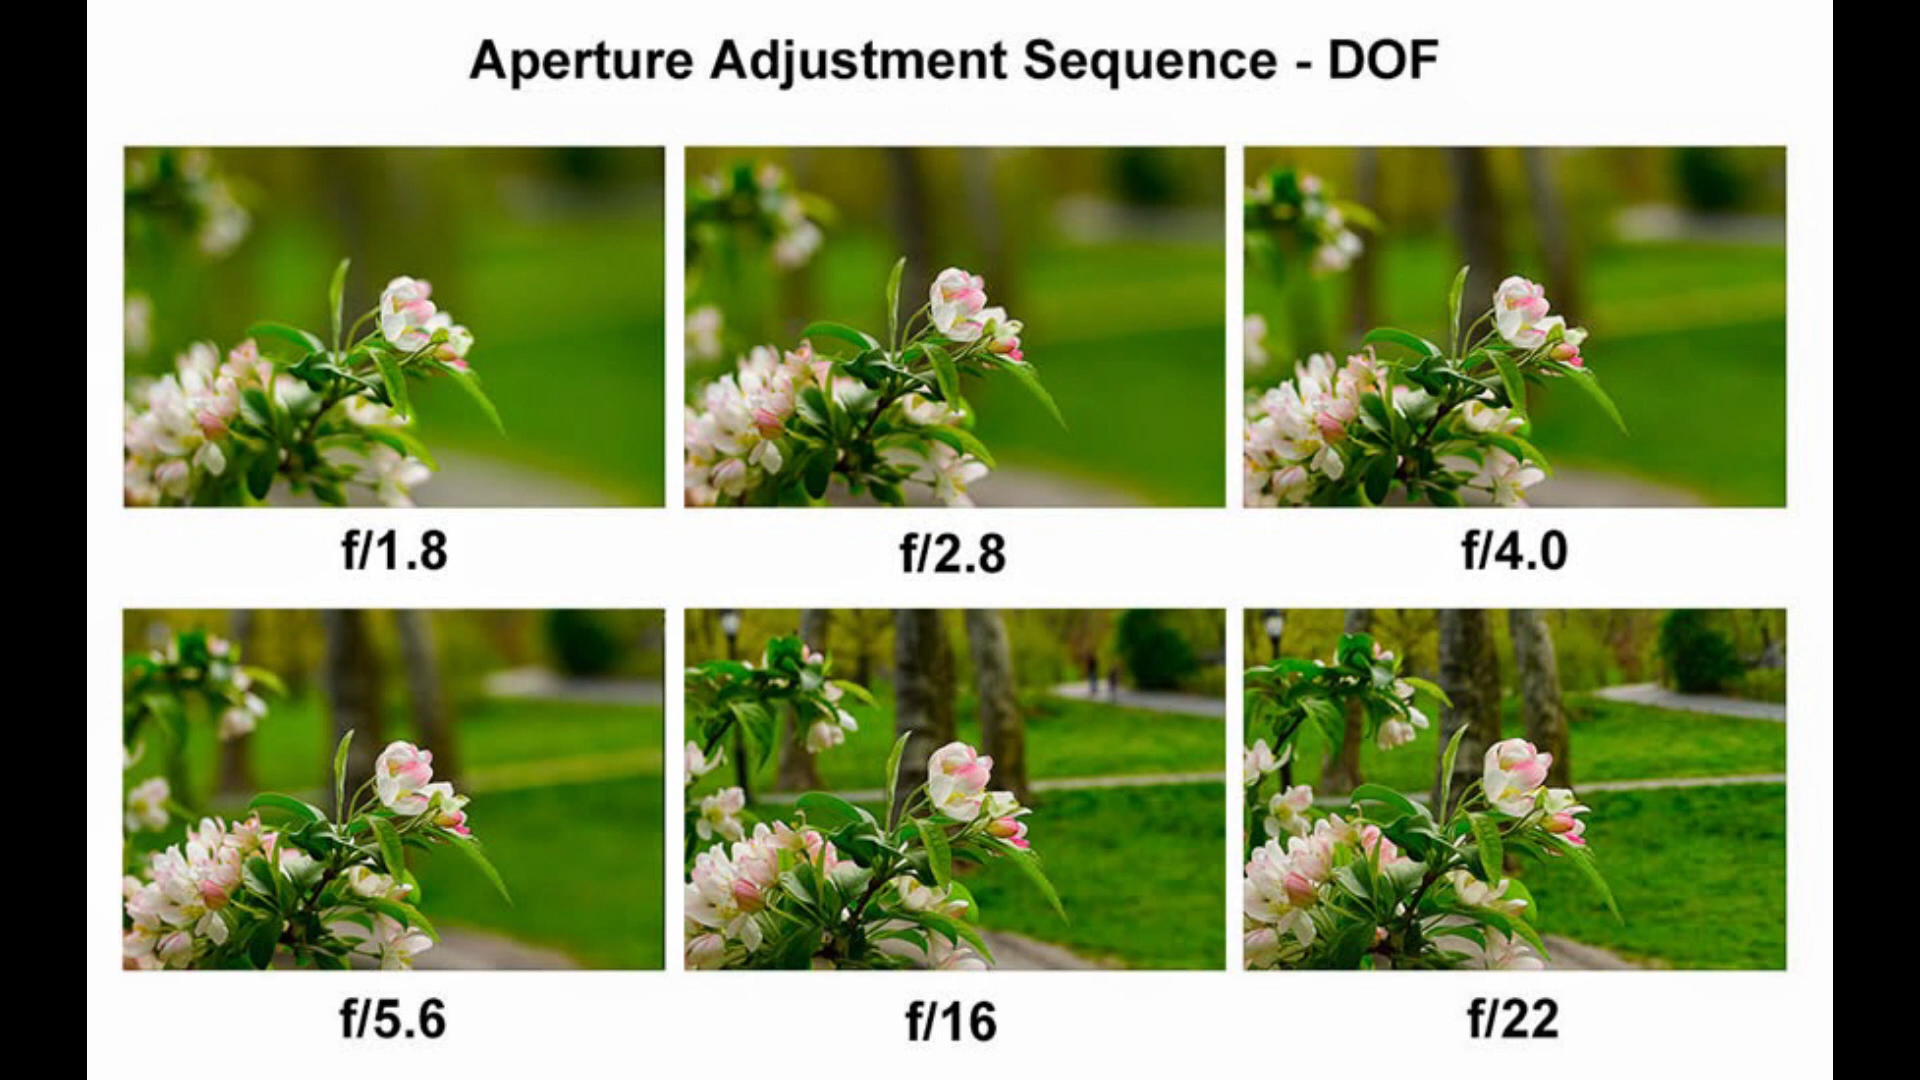 Aperture Adjustment Sequence - DOF
f/1.8
f/2.8
f/4.0
f/5.6
f/16
f/22